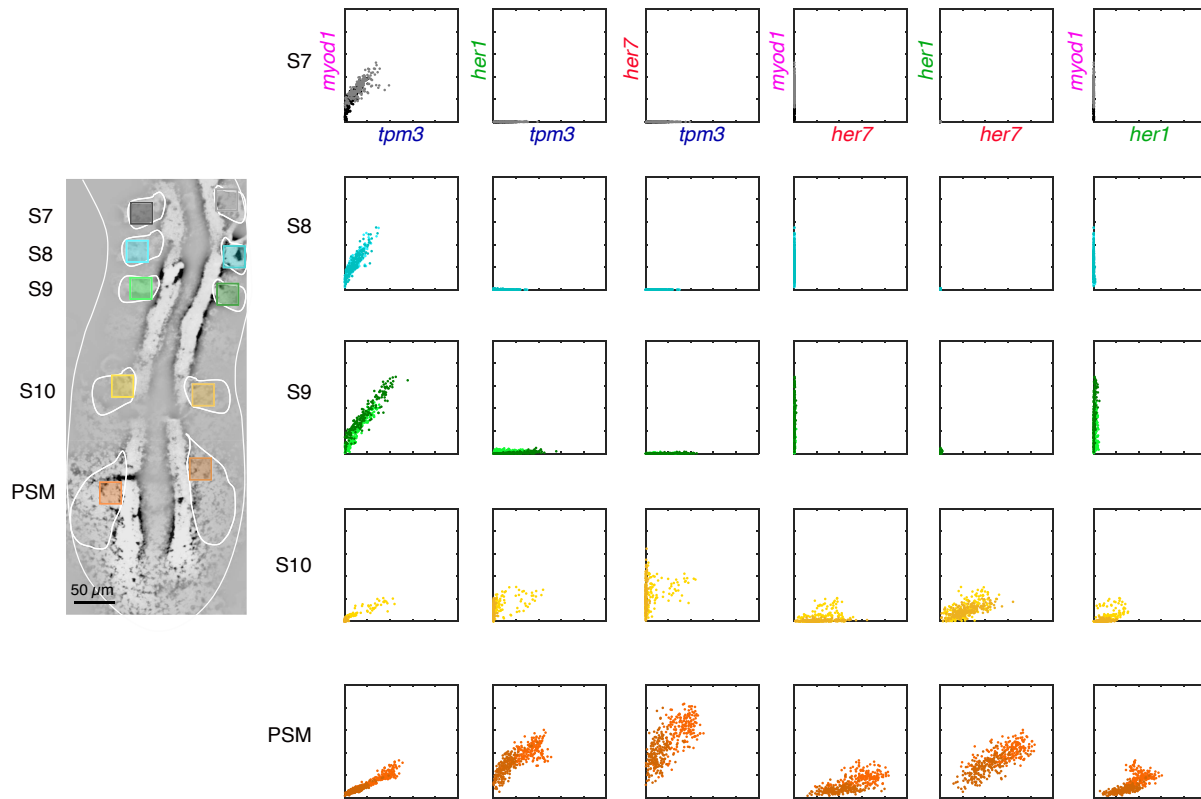 S7
myod1
her1
her7
myod1
her1
myod1
tpm3
tpm3
tpm3
her7
her7
her1
S7
S8
S9
S10
PSM
50 µm
S8
S9
S10
PSM